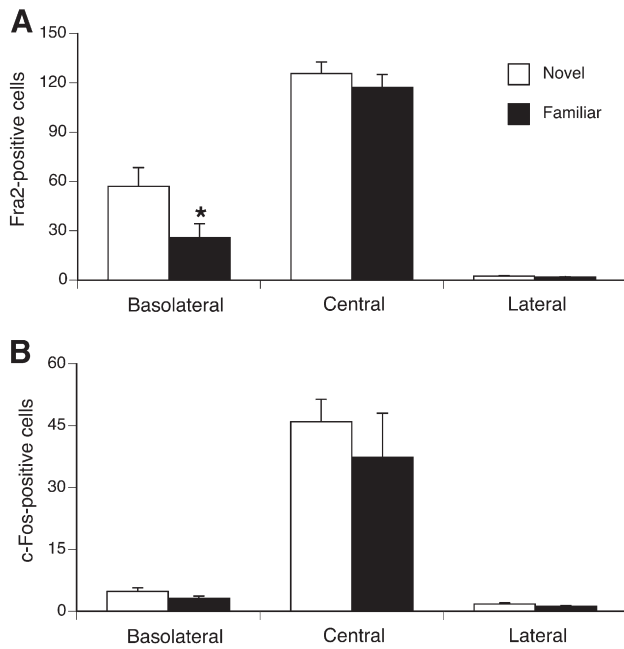 A
150
120
90
60
30
0
Fra2-positive cells
Novel
Familiar
*
Basolateral Central Lateral
B
60
45
30
15
0
c-Fos-positive cells
Basolateral Central Lateral